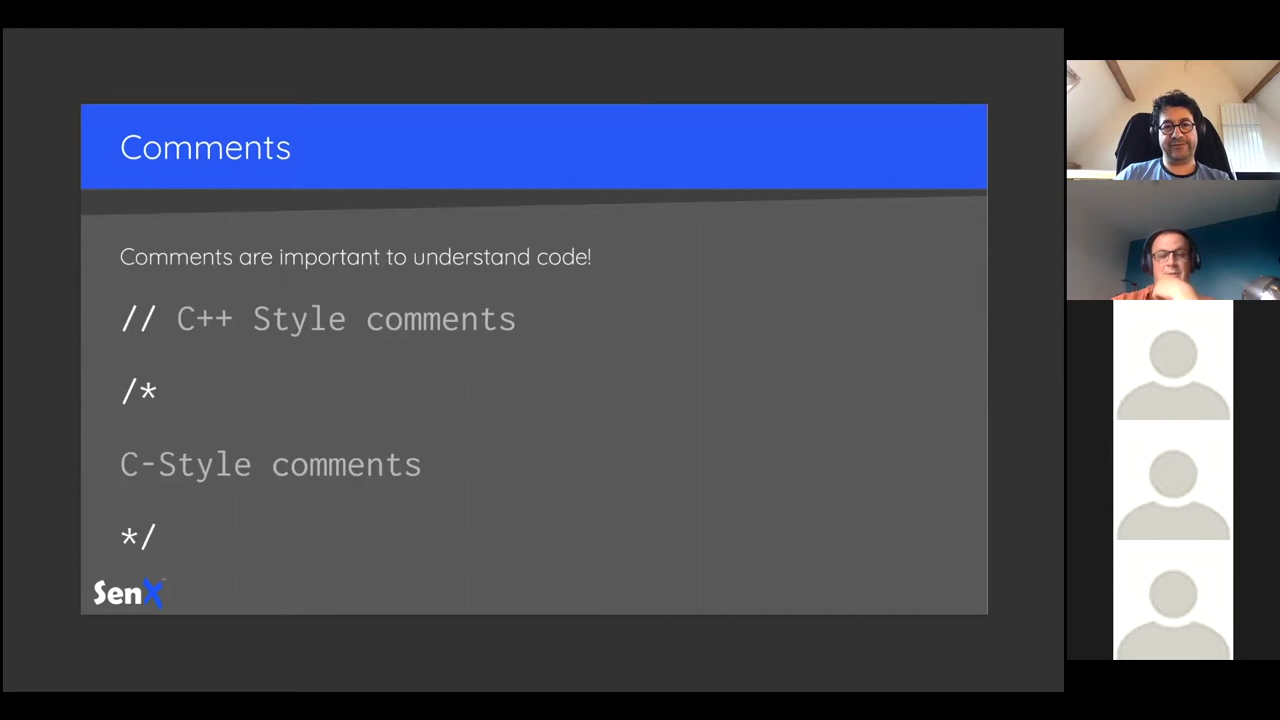 Comments
Comments are important to understand code!
// C++ Style comments
/*
C-Style comments
*/
SenX